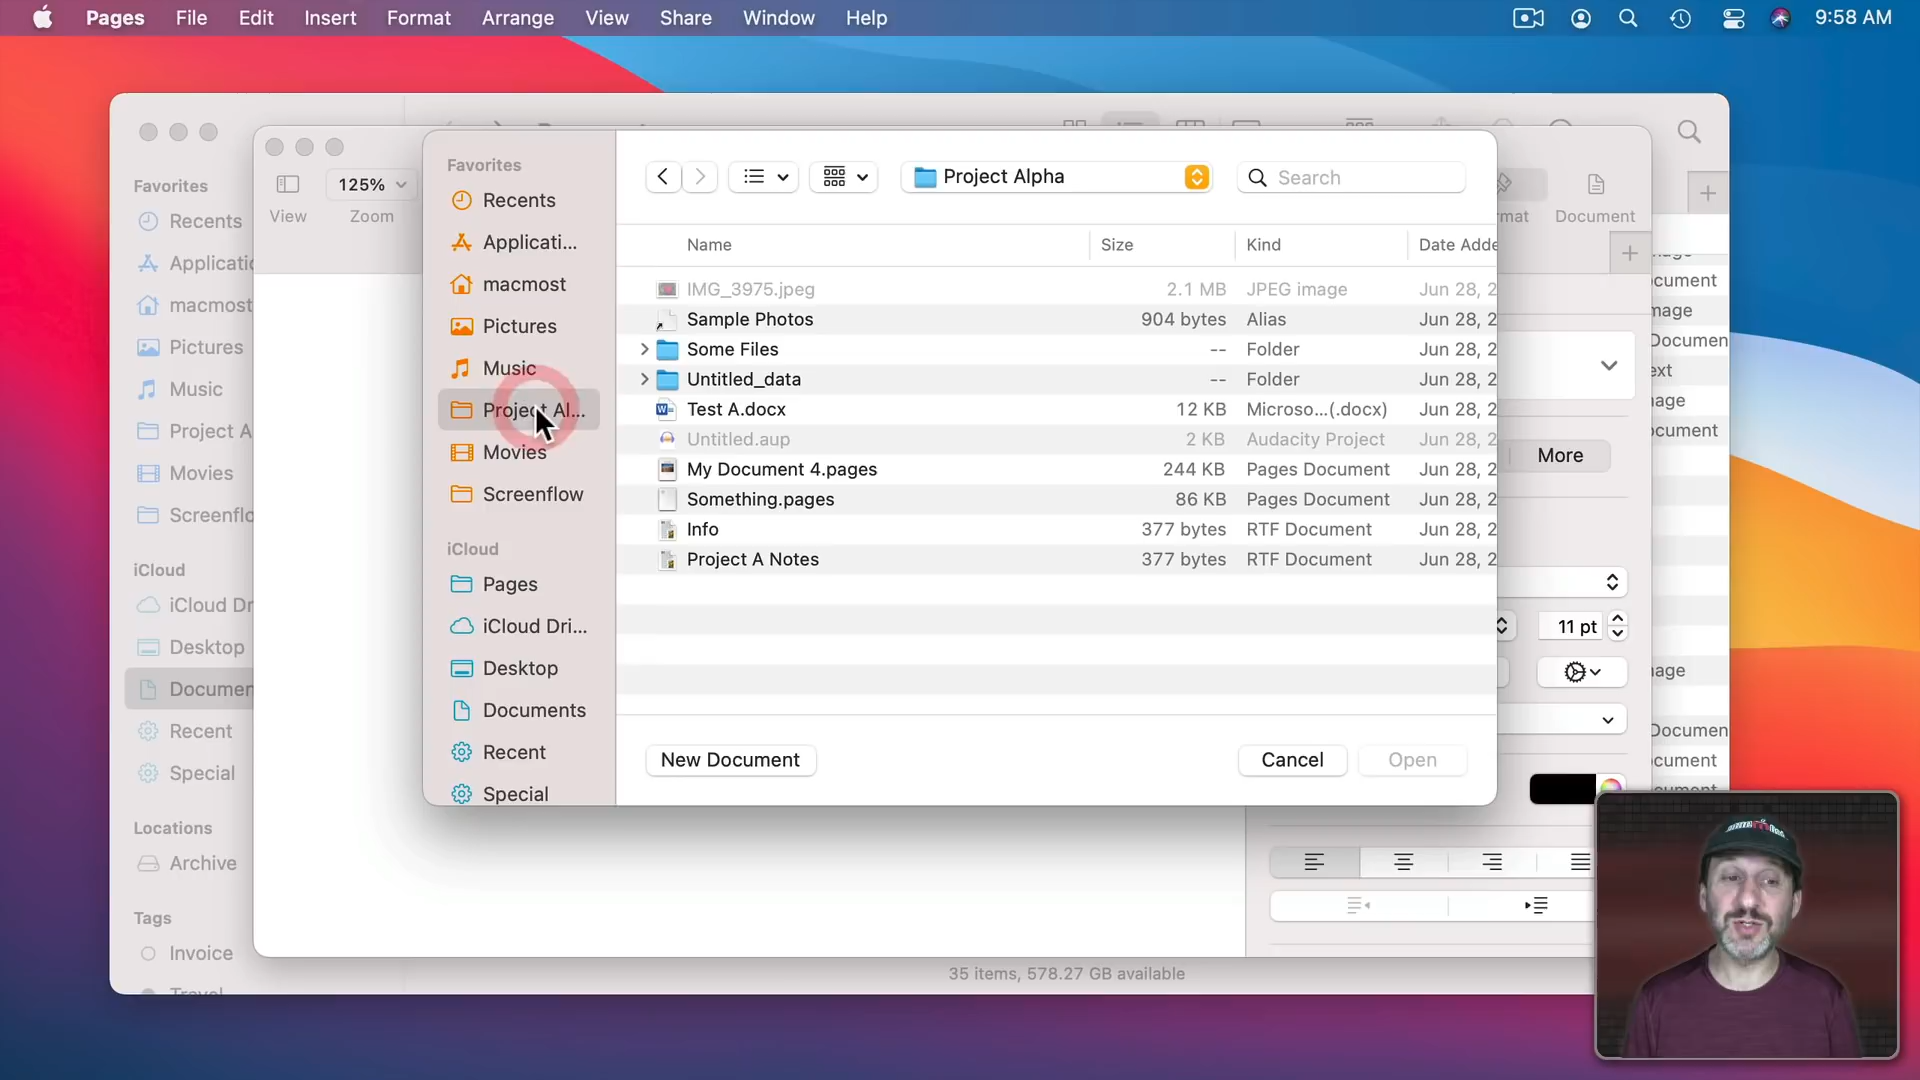 Pages File Edit Insert Format Arrange View Share Window Help 9:58 AM
Favorites
Recents
Applicatio
macmost
Pictures
Music
Project A
Movies
Screenflo
iCloud
iCloud Dr
Desktop
Documen
Recent
Special
Locations
Archive
Tags
Invoice
View
125%
Zoom
Favorites
Recents
Applicati...
macmost
Pictures
Music
Project Al...
Movies
Screenflow
iCloud
Pages
iCloud Dri...
Desktop
Documents
Recent
Special
Project Alpha
Search
Name Size Kind Date Adde
IMG_3975.jpeg 2.1 MB JPEG image Jun 28, 2
Sample Photos 904 bytes Alias Jun 28, 2
Some Files -- Folder Jun 28, 2
Untitled_data -- Folder Jun 28, 2
Test A.docx 12 KB Microso...(.docx) Jun 28, 2
Untitled.aup 2 KB Audacity Project Jun 28, 2
My Document 4.pages 244 KB Pages Document Jun 28, 2
Something.pages 86 KB Pages Document Jun 28, 2
Info 377 bytes RTF Document Jun 28, 2
Project A Notes 377 bytes RTF Document Jun 28, 2
New Document Cancel Open
mat Document
More
11 pt
cument
nage
Documen
ext
age
ocument
nage
Documen
cument
35 items, 578.27 GB available